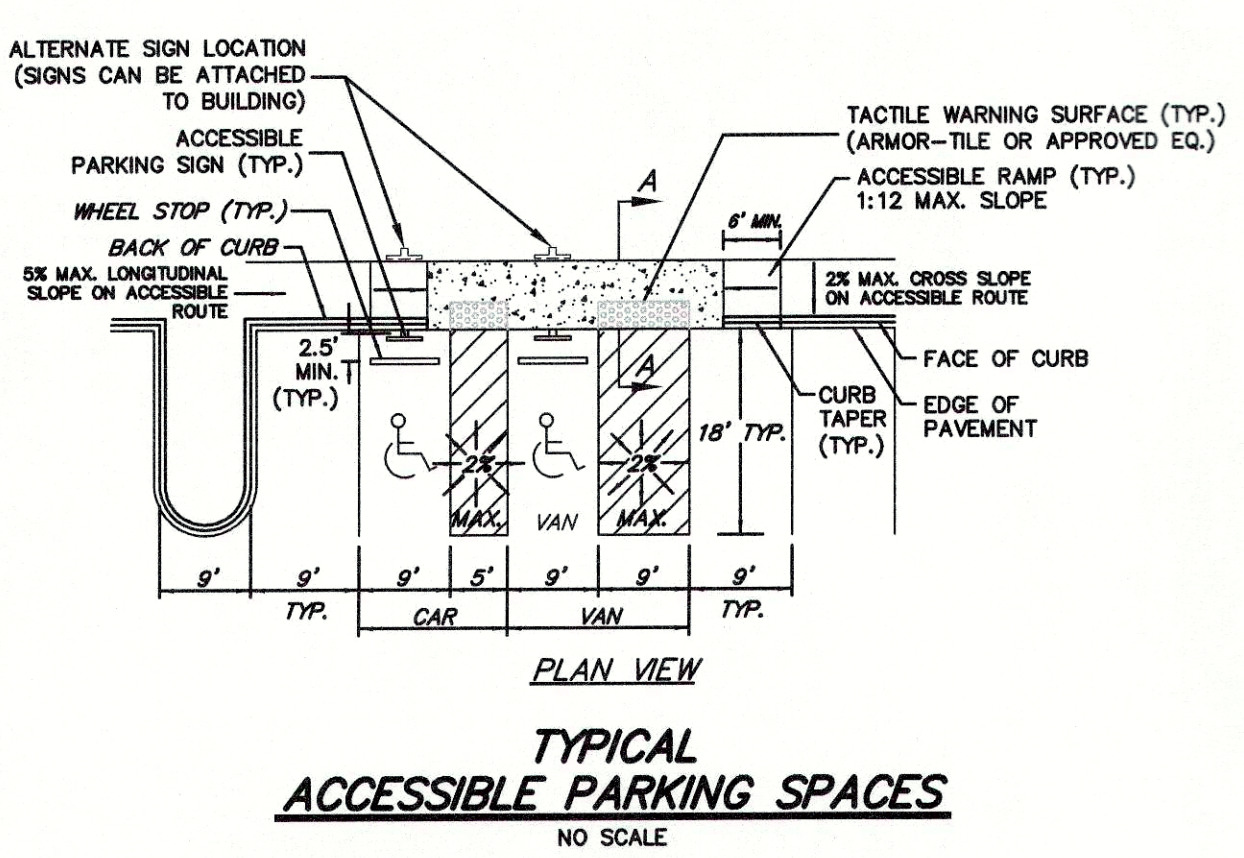 ALTERNATE SIGN LOCATION
(SIGNS CAN BE ATTACHED
TO BUILDING)
ACCESSIBLE
PARKING SIGN (TYP.)
WHEEL STOP (TYP.)
BACK OF CURB
5% MAX. LONGITUDINAL
SLOPE ON ACCESSIBLE
ROUTE
TACTILE WARNING SURFACE (TYP.)
(ARMOR-TILE OR APPROVED EQ.)
A
ACCESSIBLE RAMP (TYP.)
1:12 MAX. SLOPE
6' MIN.
2% MAX. CROSS SLOPE
ON ACCESSIBLE ROUTE
2.5'
MIN.
(TYP.)
A
FACE OF CURB
CURB
TAPER
(TYP.)
EDGE OF
PAVEMENT
18' TYP.
2%
2%
MAX.
VAN
MAX.
9'
9'
TYP.
9'
5'
9'
9'
9'
TYP.
CAR
VAN
PLAN VIEW
TYPICAL
ACCESSIBLE PARKING SPACES
NO SCALE